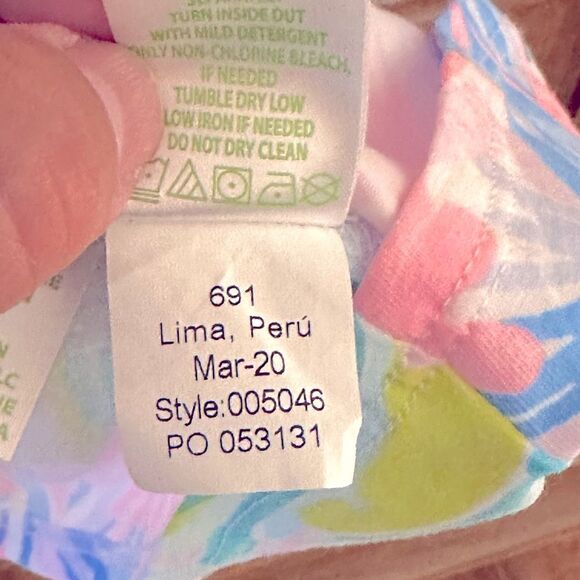 TURN INSIDE OUT
WITH MILD DETERGENT
ONLY NON-CHLORINE BLEACH,
IF NEEDED
TUMBLE DRY LOW
LOW IRON IF NEEDED
DO NOT DRY CLEAN
691
Lima, Perú
Mar-20
Style:005046
PO 053131